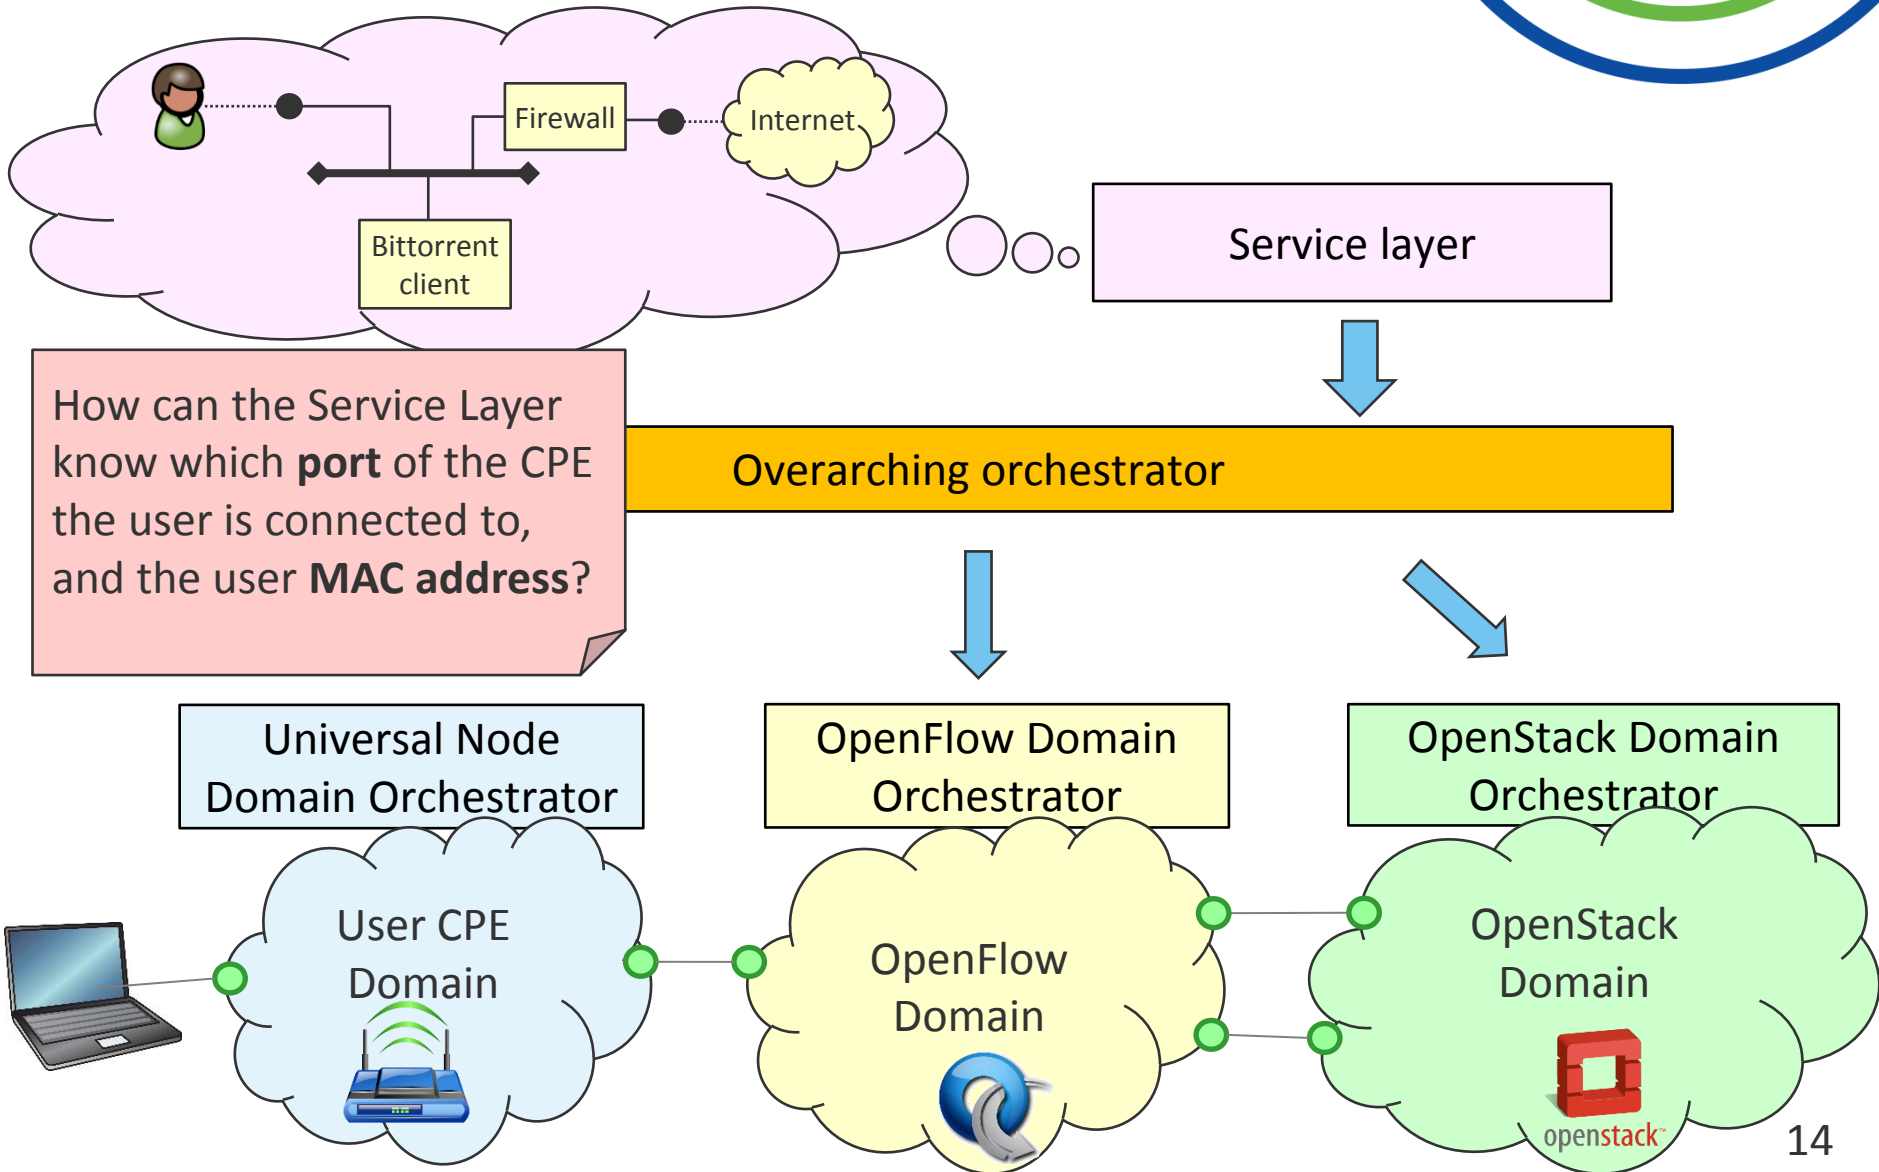 Firewall
Internet
Bittorrent
client
Service layer
How can the Service Layer
know which port of the CPE
the user is connected to,
and the user MAC address?
Overarching orchestrator
Universal Node
Domain Orchestrator
OpenFlow Domain
Orchestrator
OpenStack Domain
Orchestrator
User CPE
Domain
OpenFlow
Domain
OpenStack
Domain
openstack™
14